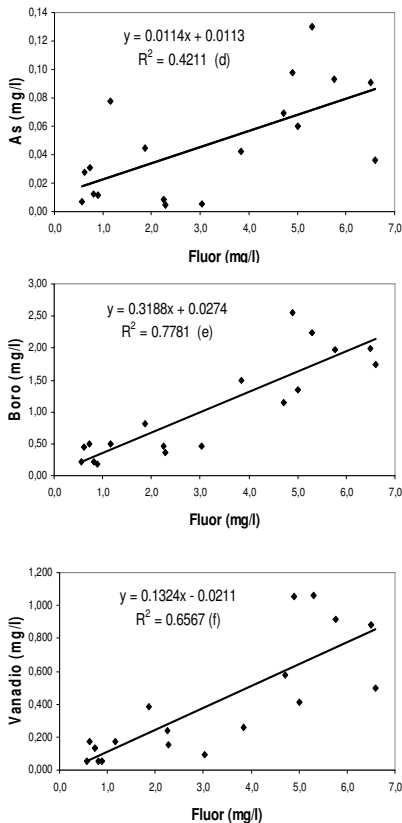 0,14
y = 0.0114x + 0.0113
0,12
R² = 0.4211 (d)
0,10
0,08
0,06
0,04
0,02
0,00
As (mg/l)
0,0 1,0 2,0 3,0 4,0 5,0 6,0 7,0
Fluor (mg/l)
3,00
y = 0.3188x + 0.0274
2,50
R² = 0.7781 (e)
2,00
1,50
1,00
0,50
0,00
Boro (mg/l)
0,0 1,0 2,0 3,0 4,0 5,0 6,0 7,0
Fluor (mg/l)
1,200
y = 0.1324x - 0.0211
1,000
R² = 0.6567 (f)
0,800
0,600
0,400
0,200
0,000
Vanadio (mg/l)
0,0 1,0 2,0 3,0 4,0 5,0 6,0 7,0
Fluor (mg/l)